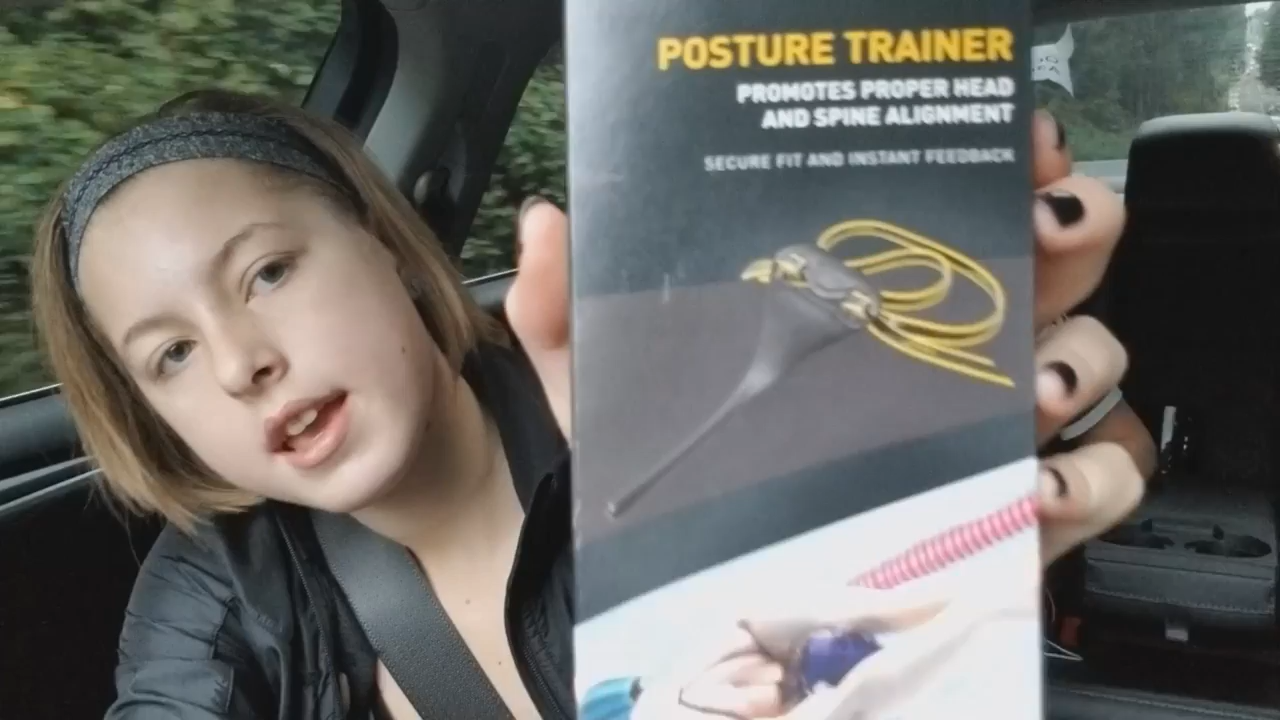 POSTURE TRAINER
PROMOTES PROPER HEAD
AND SPINE ALIGNMENT
SECURE FIT AND INSTANT FEEDBACK